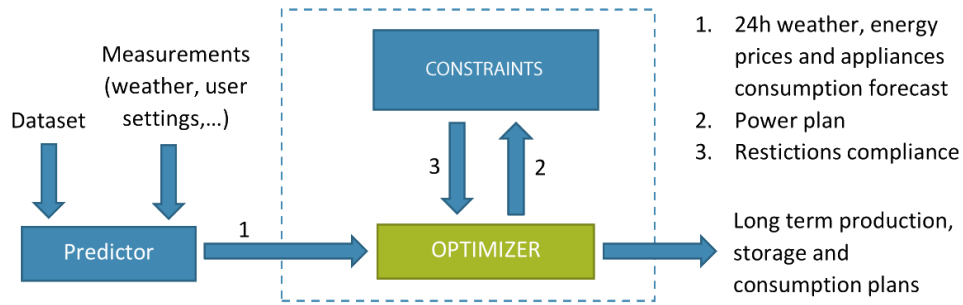 Measurements
(weather, user
settings,...)
Dataset
Predictor
1
CONSTRAINTS
3
2
OPTIMIZER
1. 24h weather, energy
prices and appliances
consumption forecast
2. Power plan
3. Restictions compliance
Long term production,
storage and
consumption plans